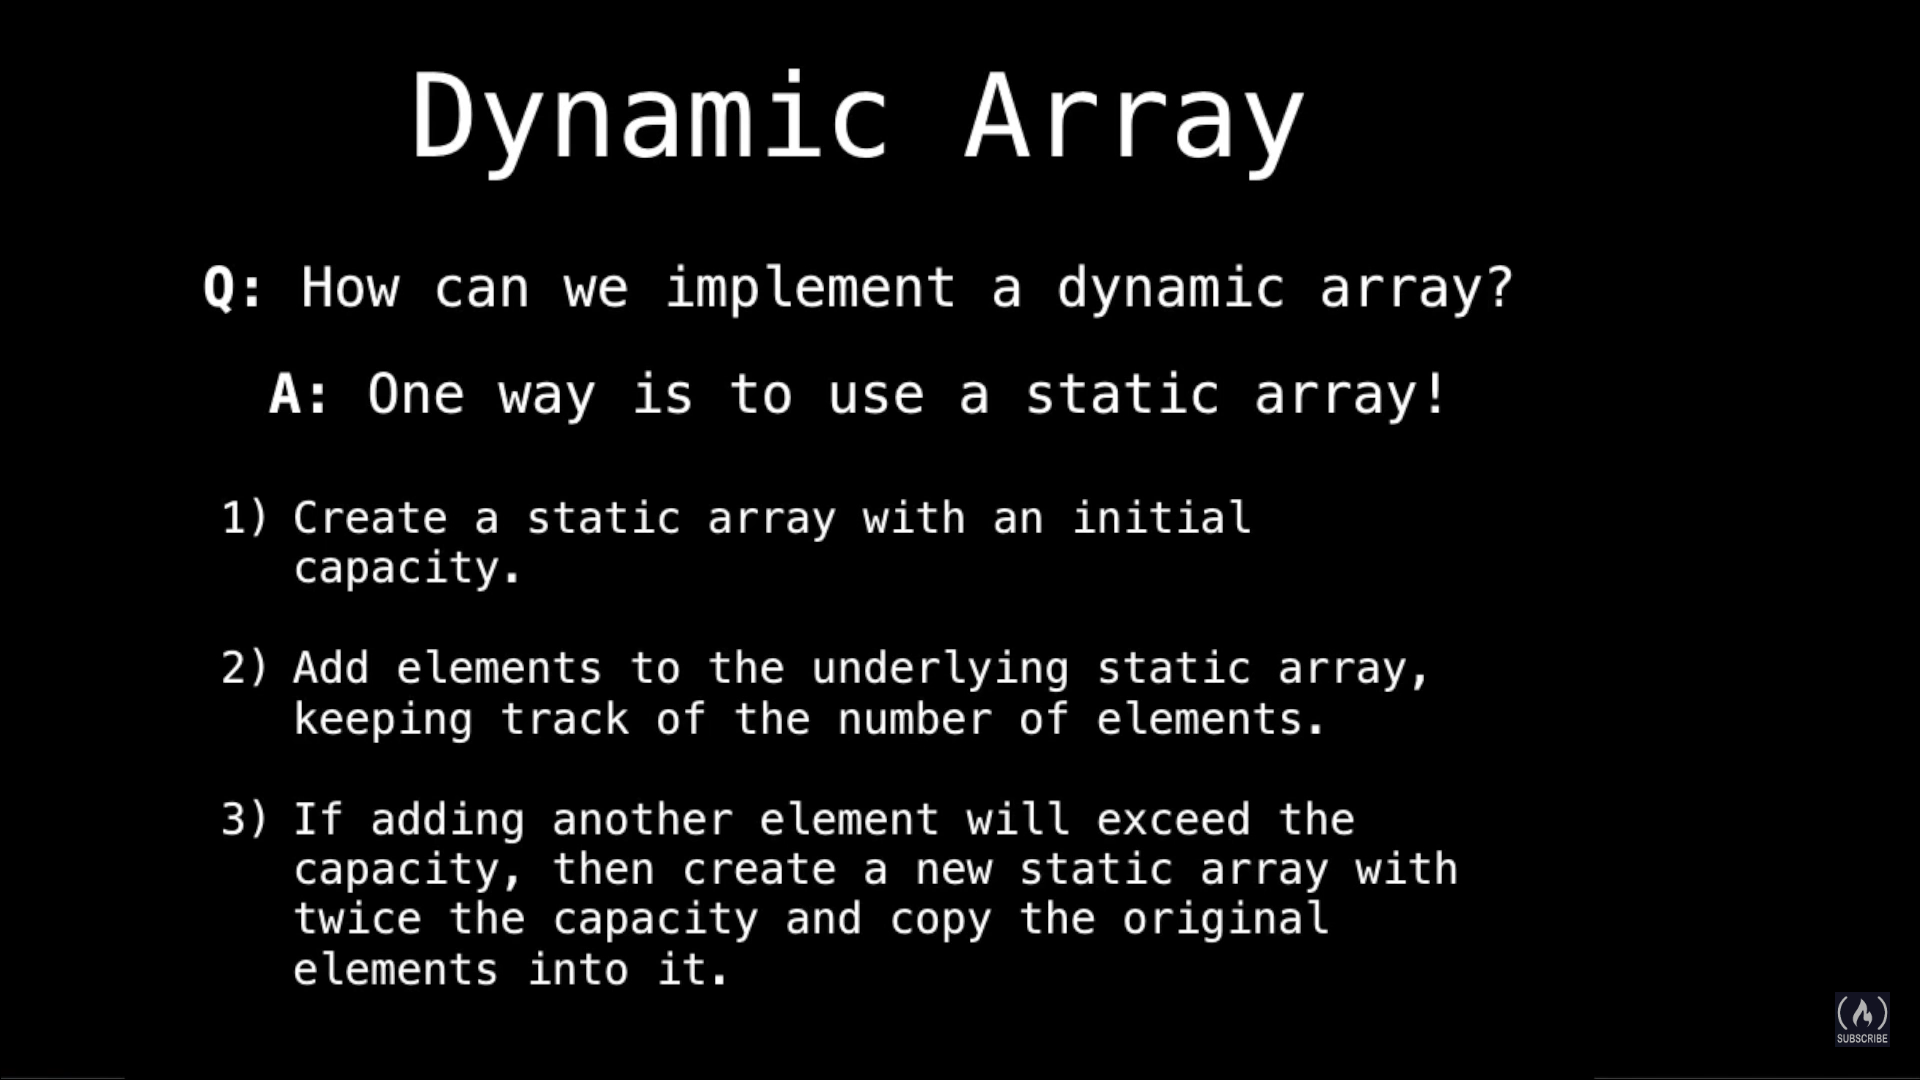 Dynamic Array
Q: How can we implement a dynamic array?
A: One way is to use a static array!
1) Create a static array with an initial
capacity.
2) Add elements to the underlying static array,
keeping track of the number of elements.
3) If adding another element will exceed the
capacity, then create a new static array with
twice the capacity and copy the original
elements into it.
SUBSCRIBE